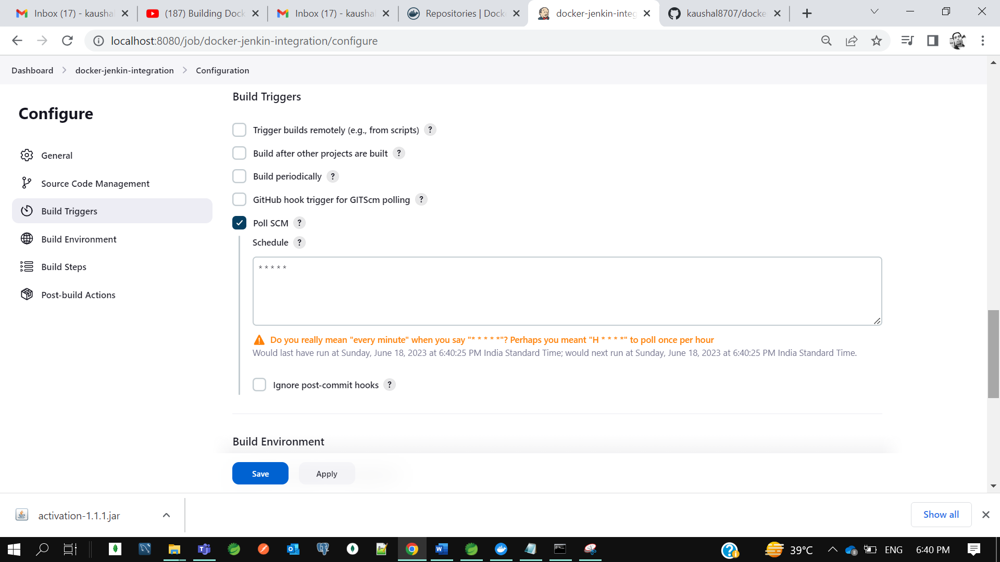 Inbox (17) - kaushal
(187) Building Dock
Inbox (17) - kaushal
Repositories | Docke
docker-jenkin-integ
kaushal8707/docke
localhost:8080/job/docker-jenkin-integration/configure
Dashboard
docker-jenkin-integration
Configuration
Configure
General
Source Code Management
Build Triggers
Build Environment
Build Steps
Post-build Actions
Build Triggers
Trigger builds remotely (e.g., from scripts) ?
Build after other projects are built ?
Build periodically ?
GitHub hook trigger for GITScm polling ?
Poll SCM ?
Schedule ?
* * * * *
Do you really mean "every minute" when you say "* * * * *"? Perhaps you meant "H * * * *" to poll once per hour
Would last have run at Sunday, June 18, 2023 at 6:40:25 PM India Standard Time; would next run at Sunday, June 18, 2023 at 6:40:25 PM India Standard Time.
Ignore post-commit hooks ?
Build Environment
Save
Apply
activation-1.1.1.jar
Show all
39°C
ENG
6:40 PM